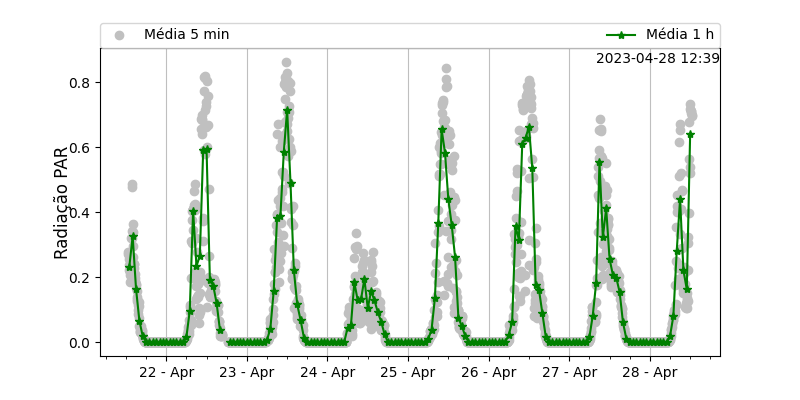 Média 5 min
Média 1 h
2023-04-28 12:39
Radiação PAR
0.8
0.6
0.4
0.2
0.0
22 - Apr
23 - Apr
24 - Apr
25 - Apr
26 - Apr
27 - Apr
28 - Apr